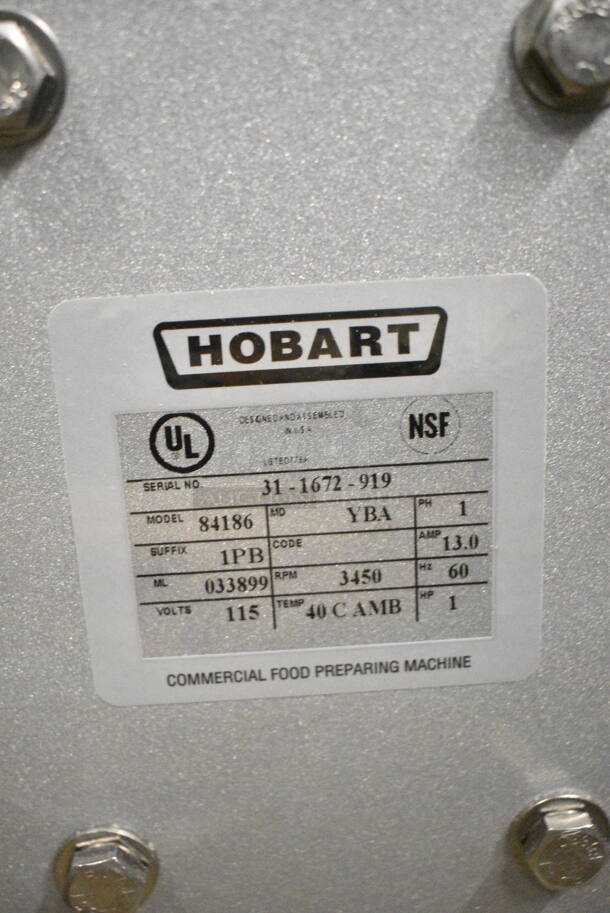 HOBART
UL
DESIGNED AND ASSEMBLED
IN U.S.A.
NSF
SERIAL NO. 31-1672-919
MODEL 84186 MD YBA PH 1
SUFFIX 1PB CODE AMP 13.0
ML 033899 RPM 3450 Hz 60
VOLTS 115 TEMP 40 C AMB HP 1
COMMERCIAL FOOD PREPARING MACHINE